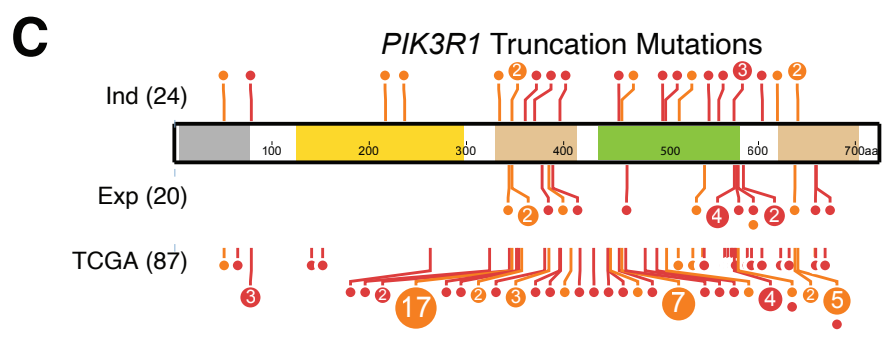 C
PIK3R1 Truncation Mutations
Ind (24)
2 3 2
100 200 300 400 500 600 700aa
Exp (20)
2 4 2
TCGA (87)
3 2 17 2 3 7 4 2 5